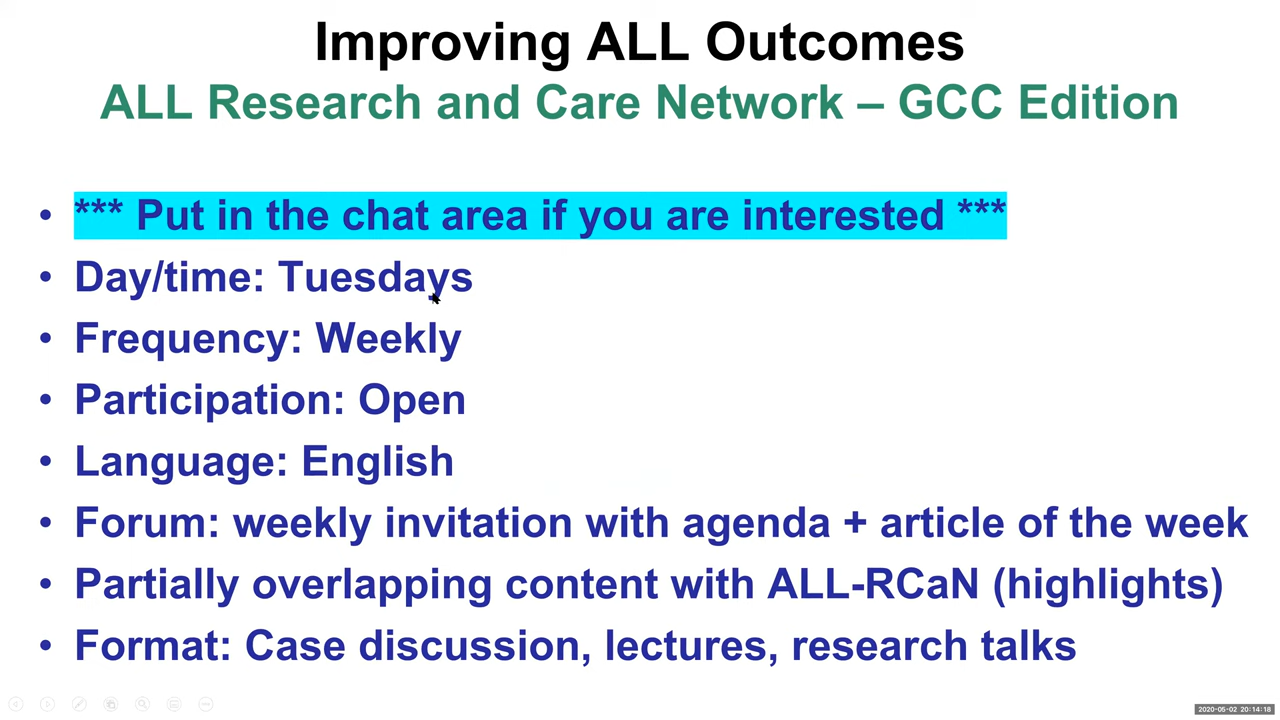 Improving ALL Outcomes
ALL Research and Care Network – GCC Edition
• *** Put in the chat area if you are interested ***
• Day/time: Tuesdays
• Frequency: Weekly
• Participation: Open
• Language: English
• Forum: weekly invitation with agenda + article of the week
• Partially overlapping content with ALL-RCaN (highlights)
• Format: Case discussion, lectures, research talks
2020-05-02 20:14:18